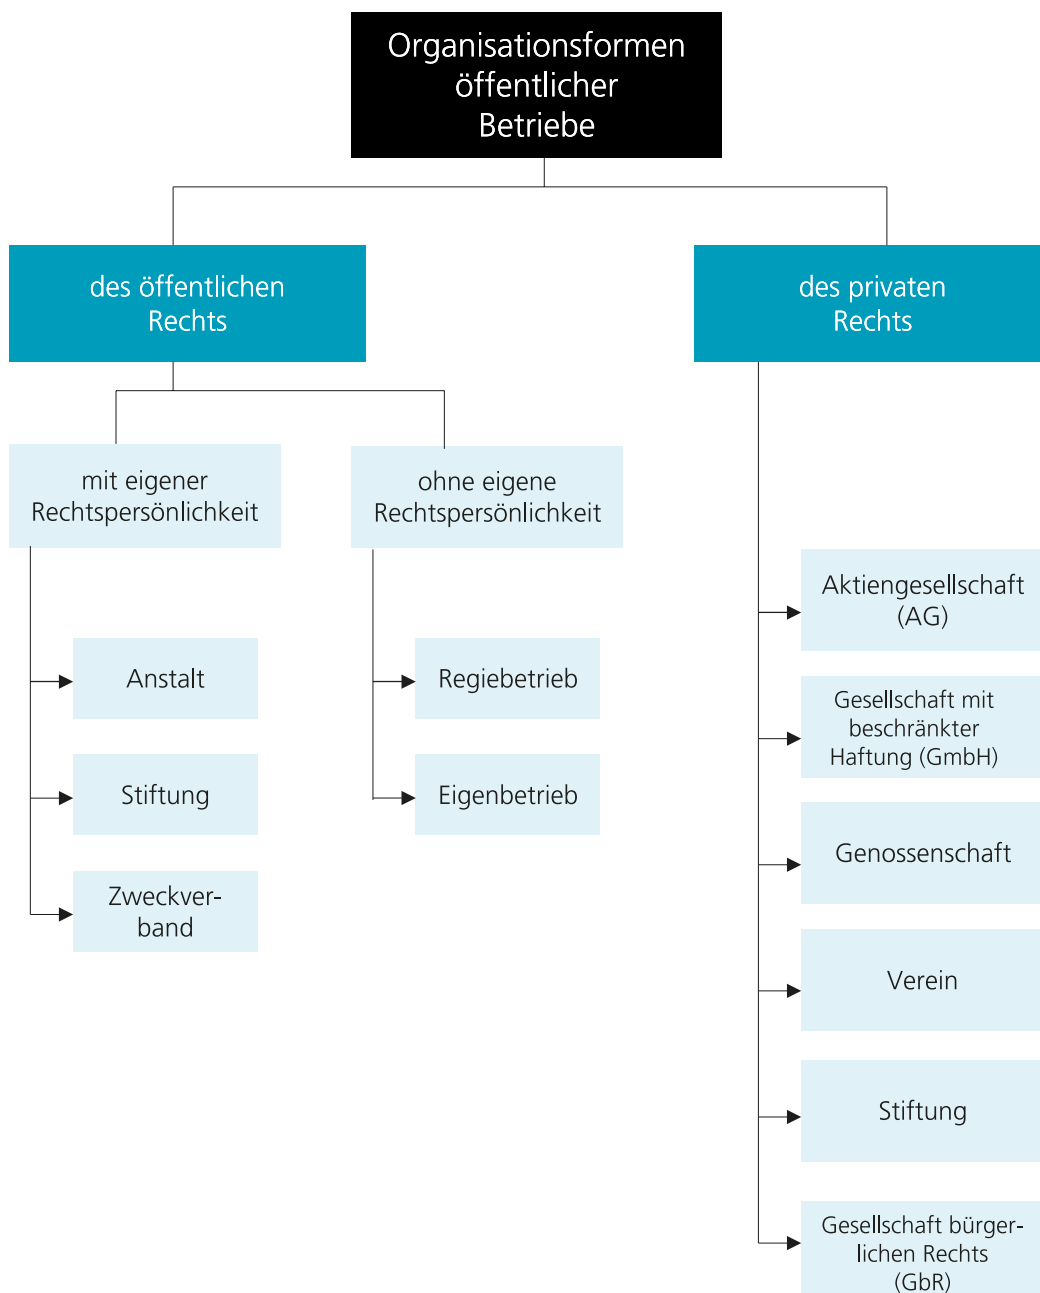 Organisationsformen
öffentlicher
Betriebe
des öffentlichen
Rechts
des privaten
Rechts
mit eigener
Rechtspersönlichkeit
ohne eigene
Rechtspersönlichkeit
Anstalt
Stiftung
Zweckver-
band
Regiebetrieb
Eigenbetrieb
Aktiengesellschaft
(AG)
Gesellschaft mit
beschränkter
Haftung (GmbH)
Genossenschaft
Verein
Stiftung
Gesellschaft bürger-
lichen Rechts
(GbR)